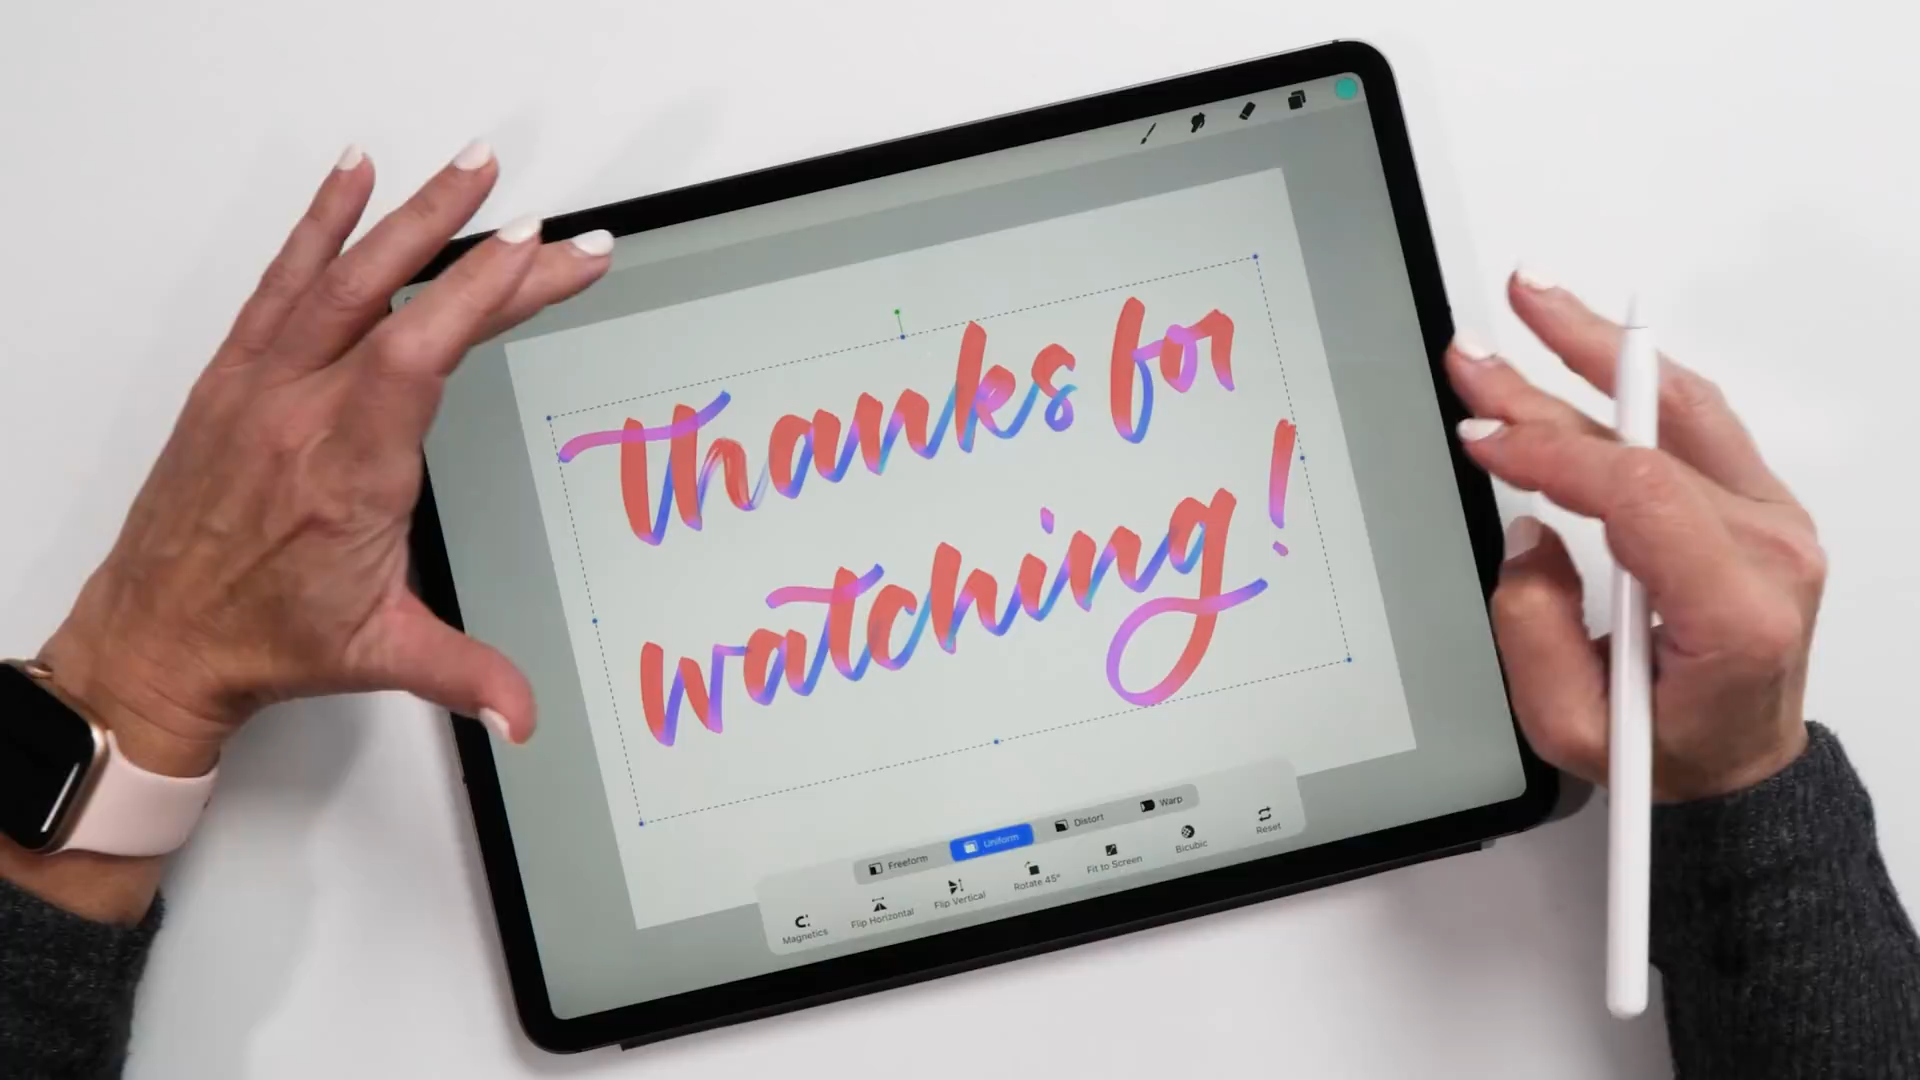 thanks for
watching!
Freeform Uniform Distort Warp
Magnetics Flip Horizontal Flip Vertical Rotate 45° Fit to Screen Bicubic Reset